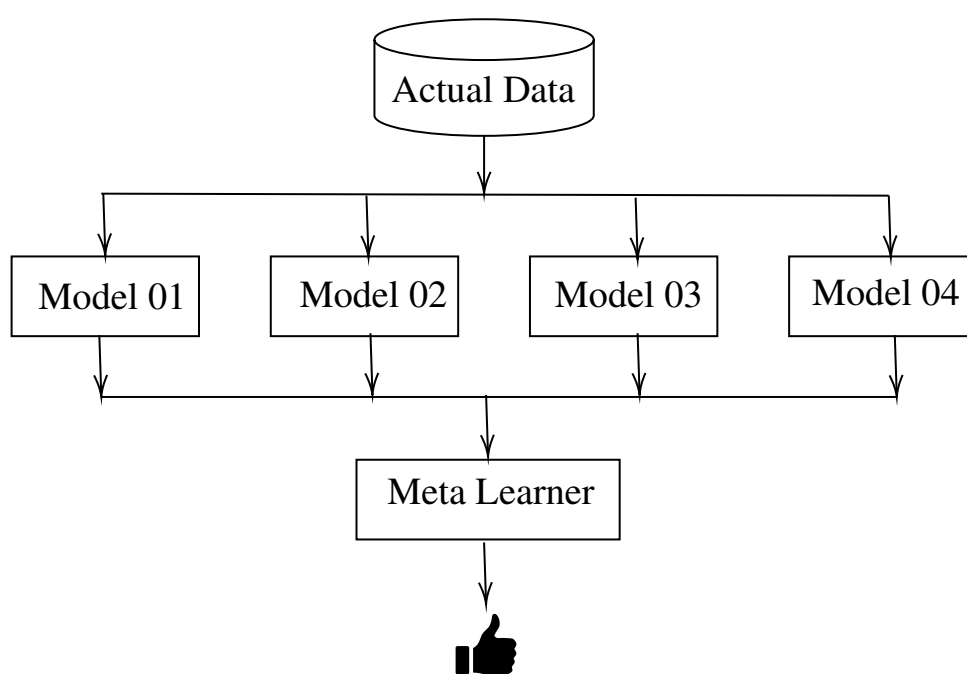 Actual Data
Model 01
Model 02
Model 03
Model 04
Meta Learner